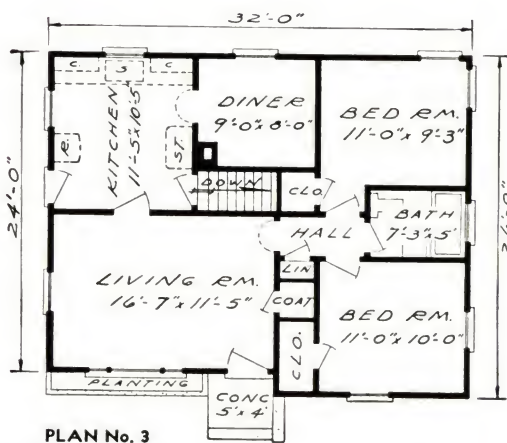 32'-0"
C.
S
C.
DINER
9'-0" x 8'-0"
BED RM.
11'-0" x 9'-3"
KITCHEN
11'-5 x 10'-5
R.
ST.
24'-0"
DOWN
CLO.
BATH
7'-3" x 5'
HALL
LIN
LIVING RM.
16'-7" x 11'-5"
COAT
BED RM.
11'-0" x 10'-0"
CLO.
PLANTING
CONC
5' x 4'
PLAN No. 3